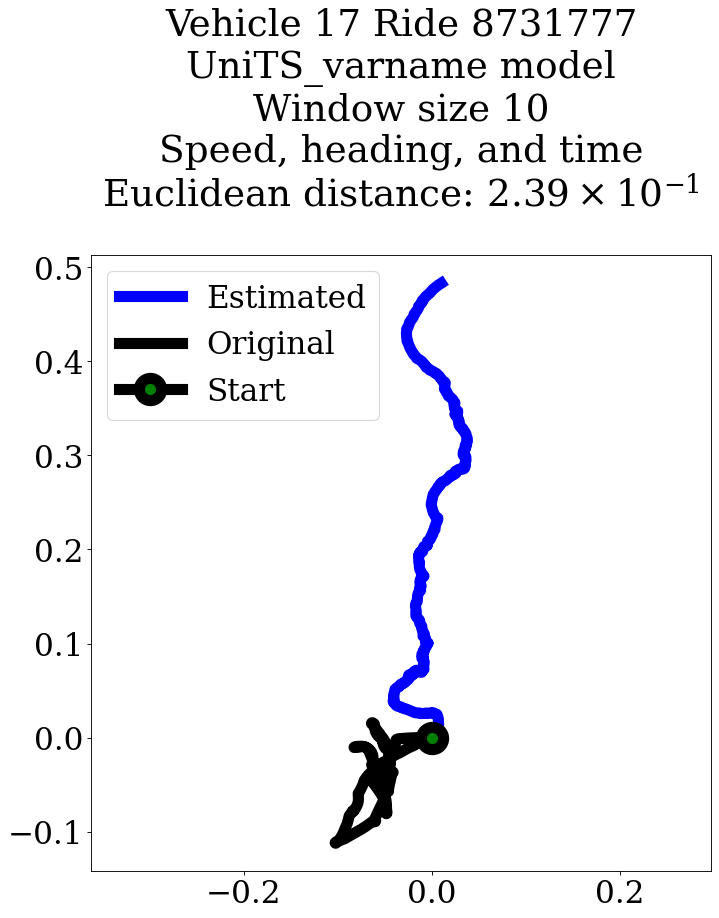 Vehicle 17 Ride 8731777
UniTS_varname model
Window size 10
Speed, heading, and time
Euclidean distance: 2.39 × 10⁻¹
Estimated
Original
Start
0.5
0.4
0.3
0.2
0.1
0.0
−0.1
−0.2 0.0 0.2